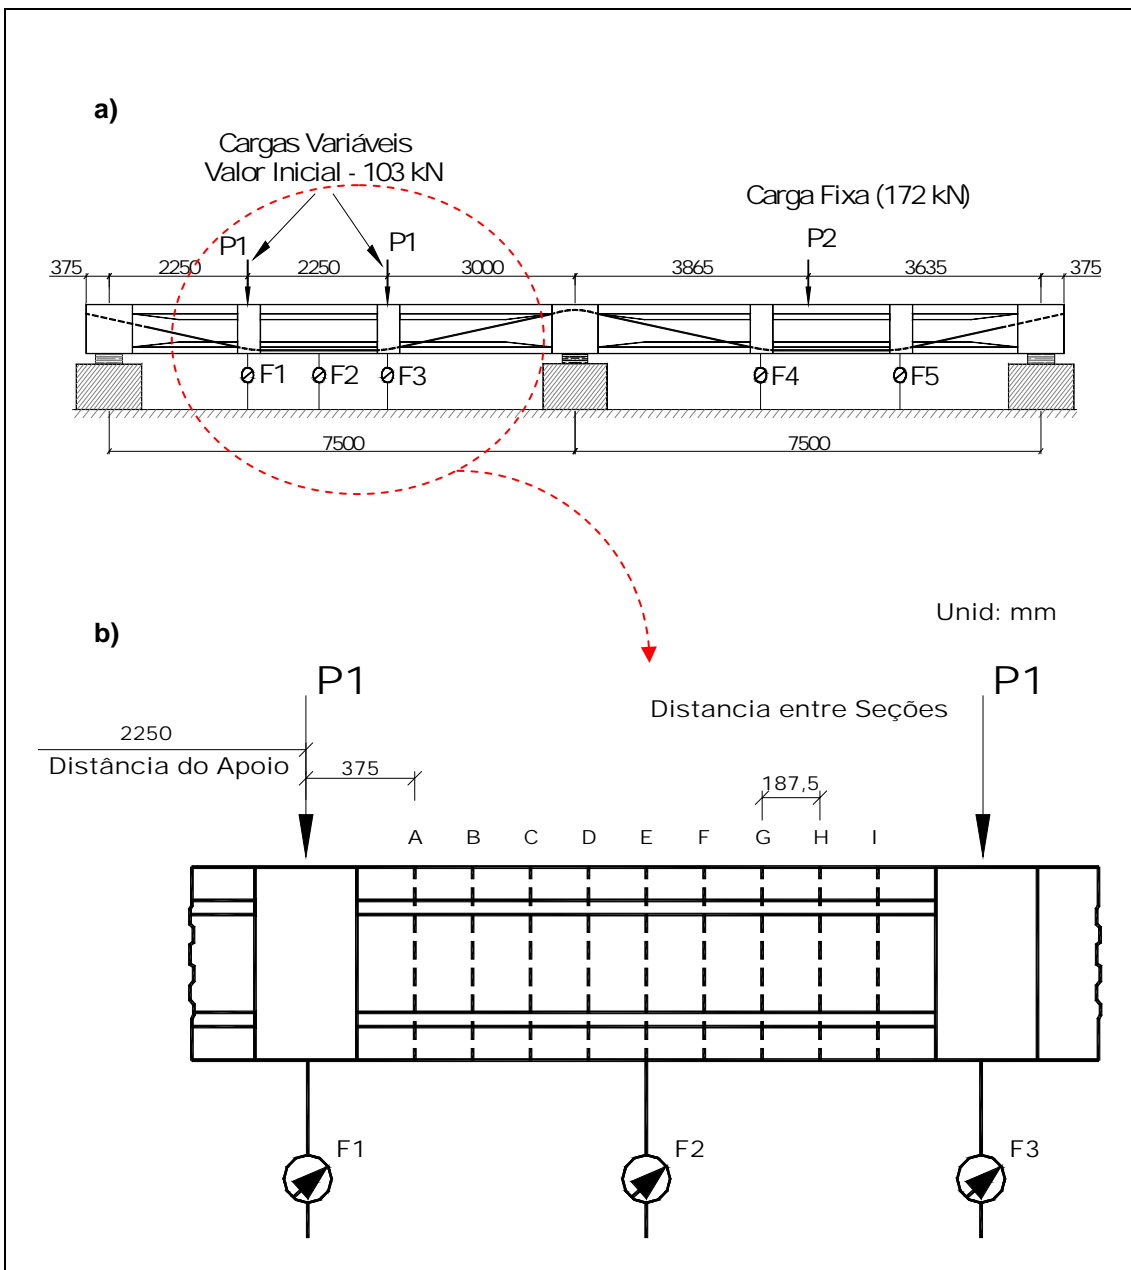 a)
Cargas Variáveis
Valor Inicial - 103 kN
Carga Fixa (172 kN)
P1
P1
P2
375
2250
2250
3000
3865
3635
375
F1
F2
F3
F4
F5
7500
7500
Unid: mm
b)
P1
P1
Distancia entre Seções
2250
Distância do Apoio
375
187,5
A B C D E F G H I
F1
F2
F3